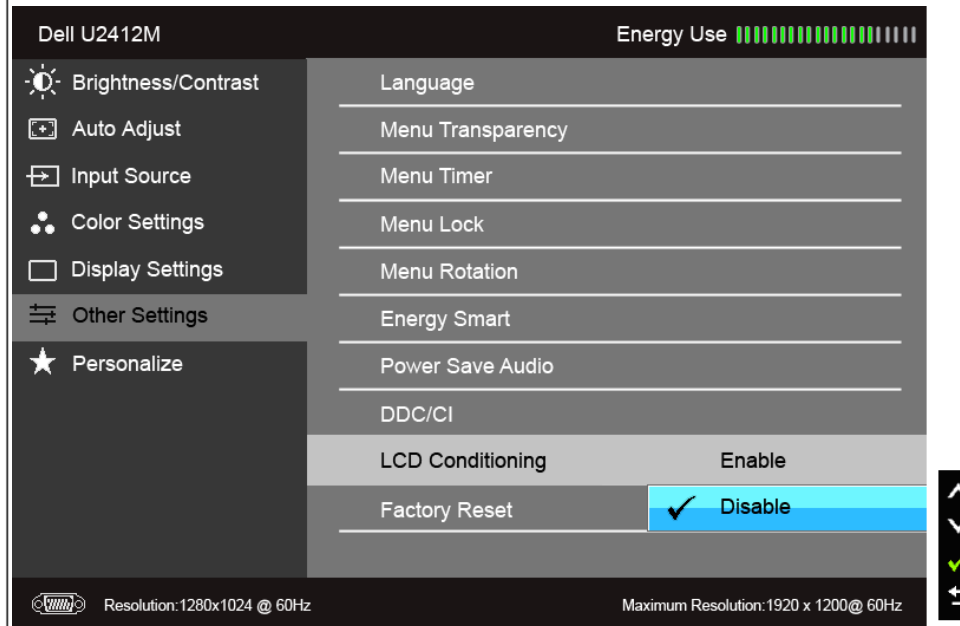 Dell U2412M
Energy Use
Brightness/Contrast
Auto Adjust
Input Source
Color Settings
Display Settings
Other Settings
Personalize
Language
Menu Transparency
Menu Timer
Menu Lock
Menu Rotation
Energy Smart
Power Save Audio
DDC/CI
LCD Conditioning
Enable
Factory Reset
Disable
Resolution:1280x1024 @ 60Hz
Maximum Resolution:1920 x 1200@ 60Hz